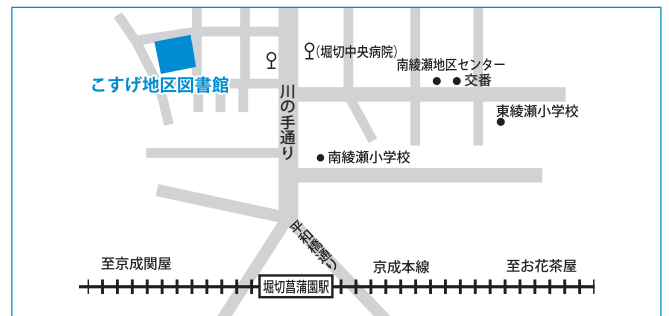 (堀切中央病院)
南綾瀬地区センター
交番
こすげ地区図書館
川の手通り
東綾瀬小学校
南綾瀬小学校
平和橋通り
至京成関屋
京成本線
至お花茶屋
堀切菖蒲園駅